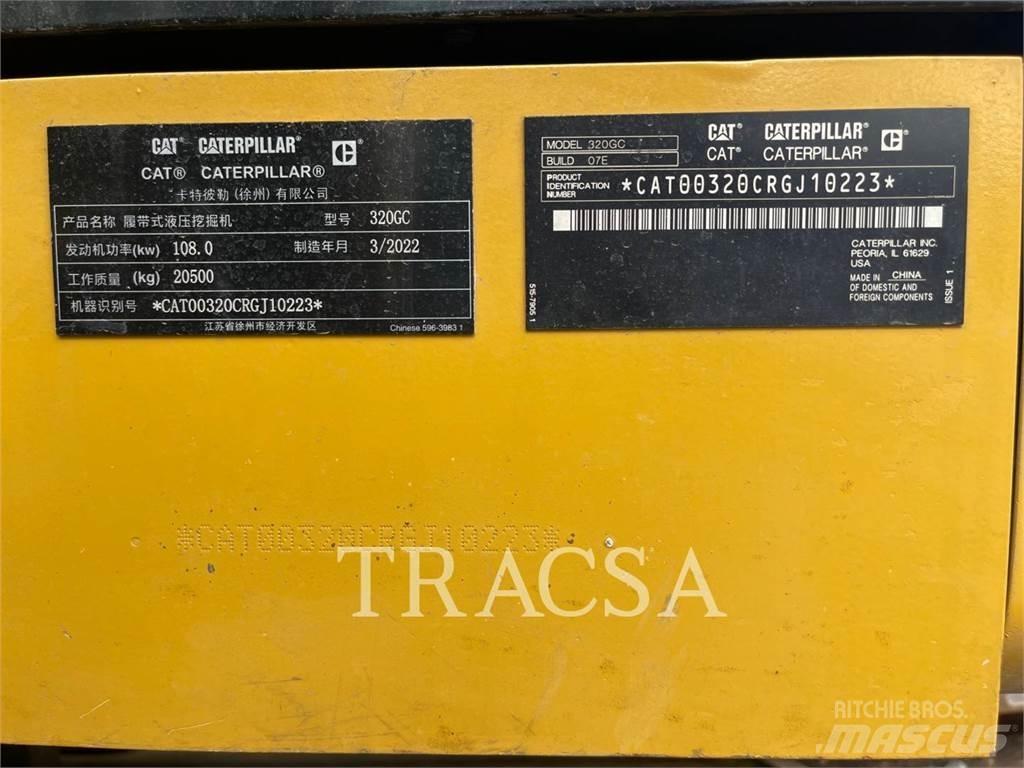 CAT® CATERPILLAR®
CAT® CATERPILLAR®
卡特彼勒 (徐州) 有限公司
产品名称 履带式液压挖掘机 型号 320GC
发动机功率(kw) 108.0 制造年月 3/2022
工作质量 (kg) 20500
机器识别号 *CAT00320CRGJ10223*
江苏省徐州市经济开发区 Chinese 596-3983 1
MODEL 320GC
BUILD 07E
CAT® CATERPILLAR®
CAT® CATERPILLAR®
PRODUCT
IDENTIFICATION
NUMBER
*CAT00320CRGJ10223*
CATERPILLAR INC.
PEORIA, IL 61629
USA
MADE IN CHINA
OF DOMESTIC AND
FOREIGN COMPONENTS
515-7905 1
ISSUE 1
*CAT00320CRGJ10223*
TRACSA
RITCHIE BROS.
MASCUS